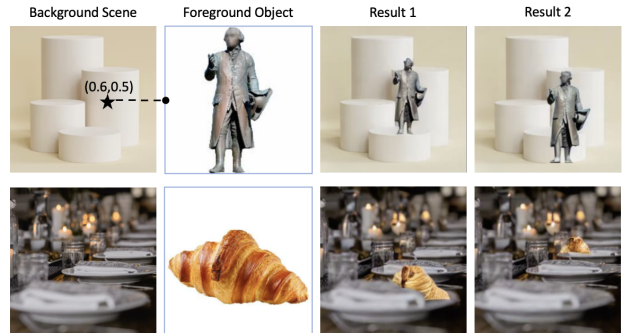 Background Scene
Foreground Object
Result 1
Result 2
(0.6,0.5)